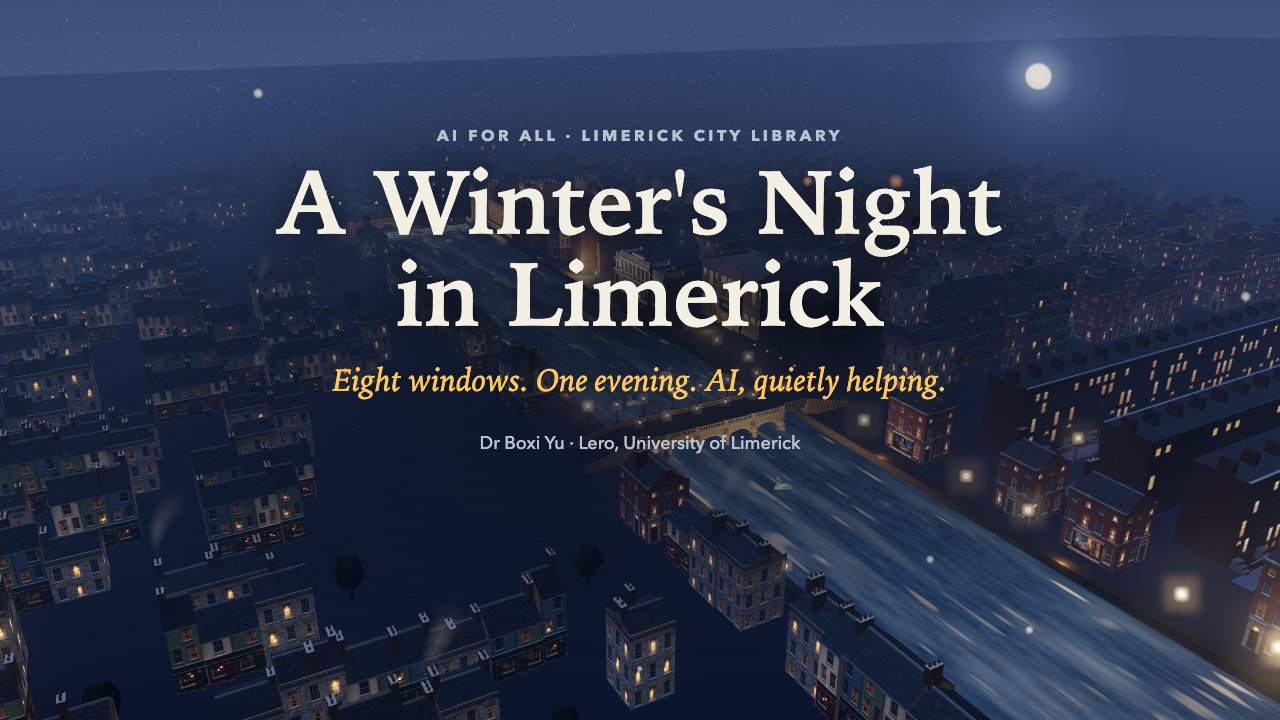 AI FOR ALL · LIMERICK CITY LIBRARY
A Winter's Night
in Limerick
Eight windows. One evening. AI, quietly helping.
Dr Boxi Yu · Lero, University of Limerick